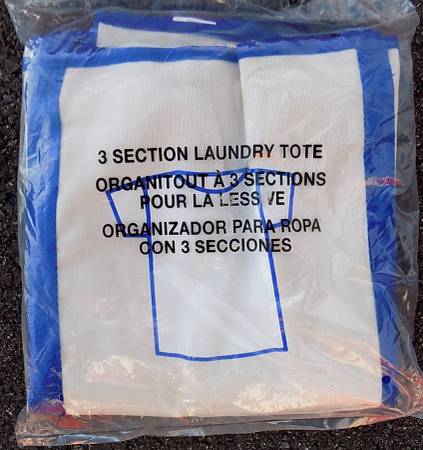 3 SECTION LAUNDRY TOTE
ORGANITOUT À 3 SECTIONS
POUR LA LESSIVE
ORGANIZADOR PARA ROPA
CON 3 SECCIONES